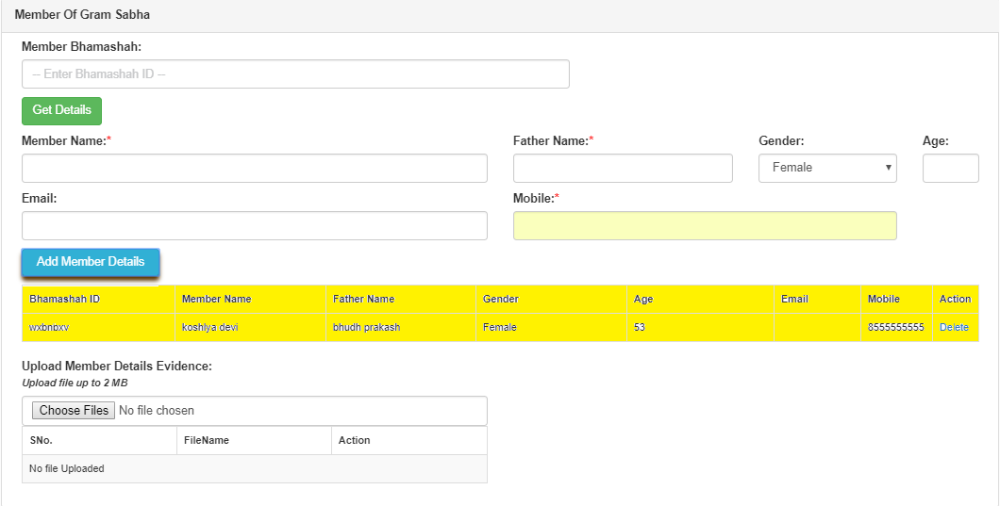 Member Of Gram Sabha
Member Bhamashah:
-- Enter Bhamashah ID --
Get Details
Member Name:* Father Name:* Gender: Age:
Female
Email: Mobile:*
Add Member Details
Bhamashah ID Member Name Father Name Gender Age Email Mobile Action
wxbnpxv koshiya devi bhudh prakash Female 53 8555555555 Delete
Upload Member Details Evidence:
Upload file up to 2 MB
Choose Files No file chosen
SNo. FileName Action
No file Uploaded